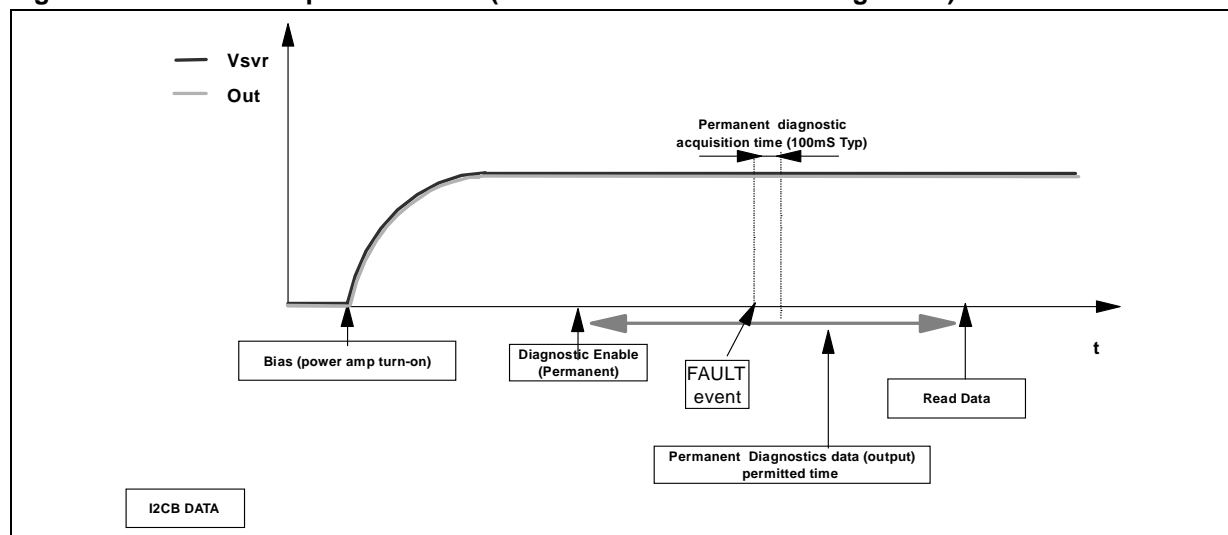 Vsvr
Out
Permanent diagnostic
acquisition time (100mS Typ)
Bias (power amp turn-on)
Diagnostic Enable
(Permanent)
FAULT
event
Read Data
t
Permanent Diagnostics data (output)
permitted time
I2CB DATA